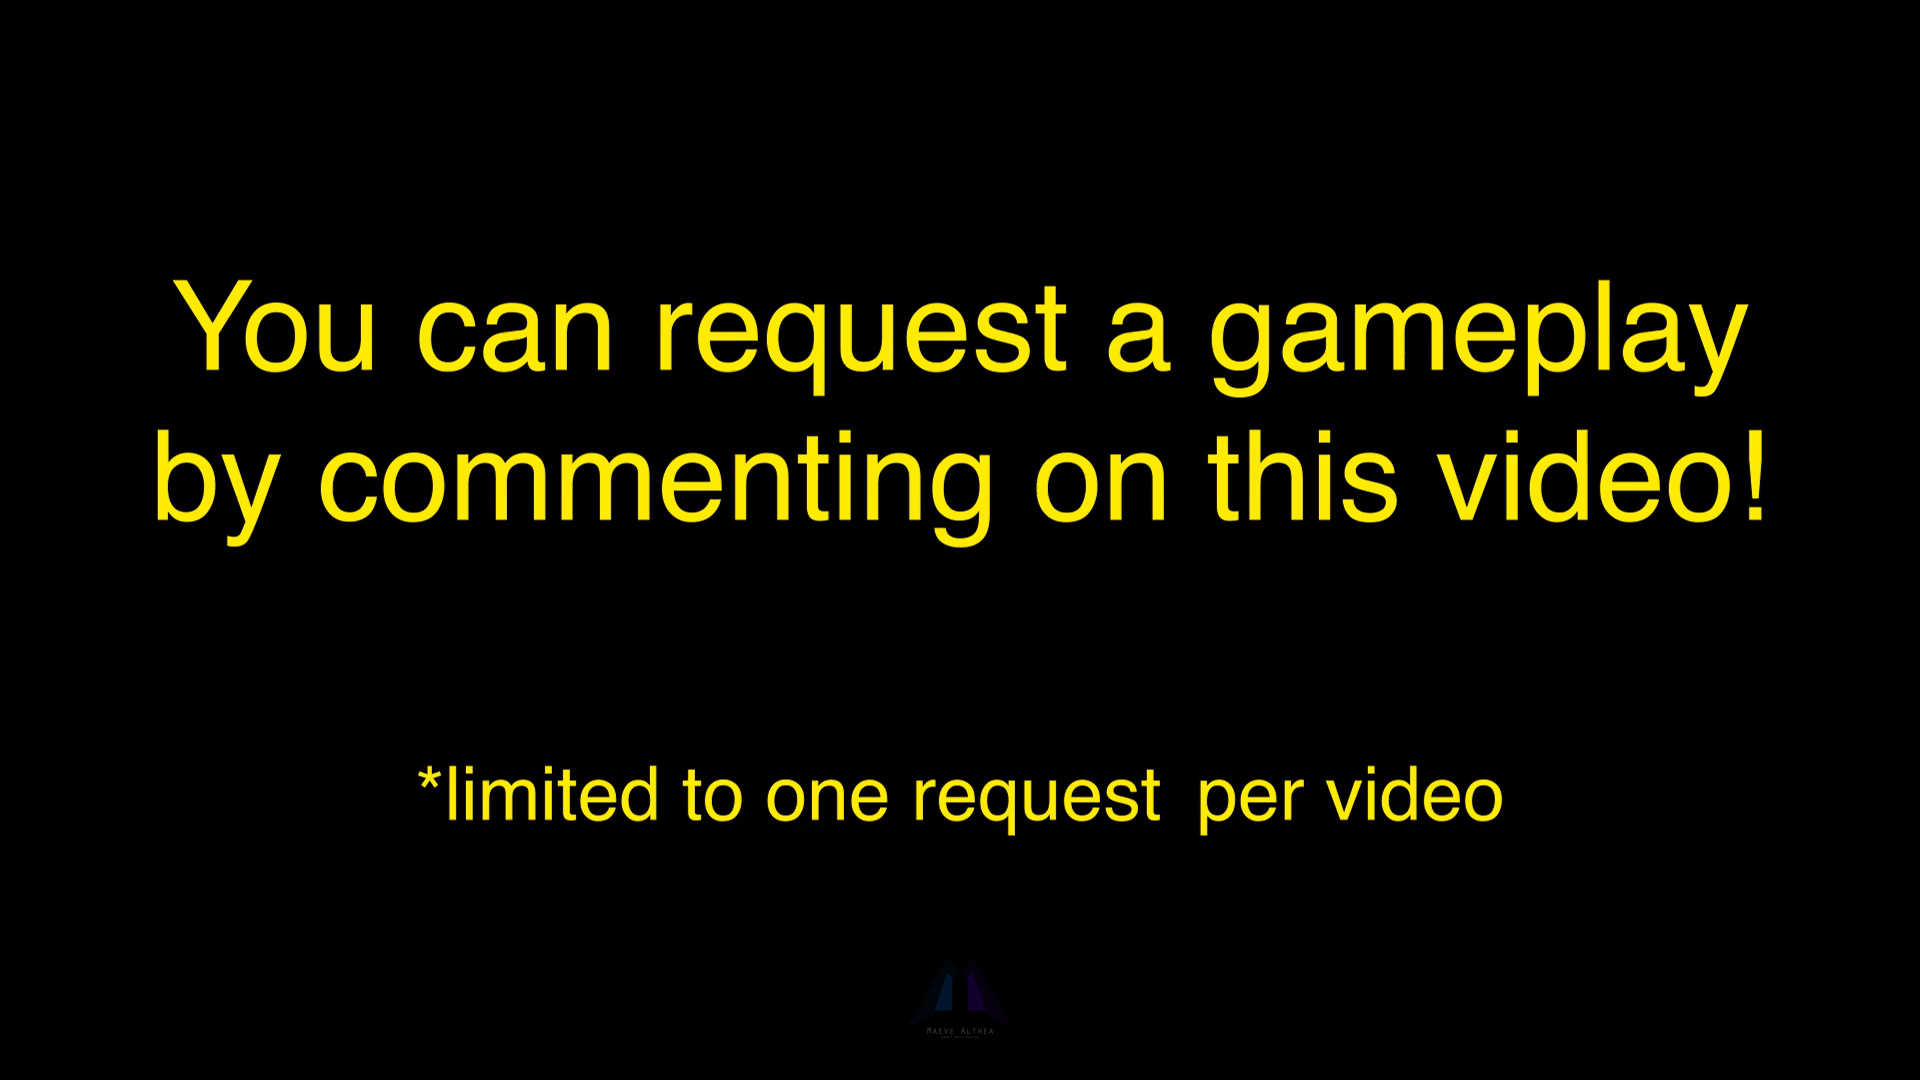 You can request a gameplay
by commenting on this video!
*limited to one request per video
MAEVE ALTHEA